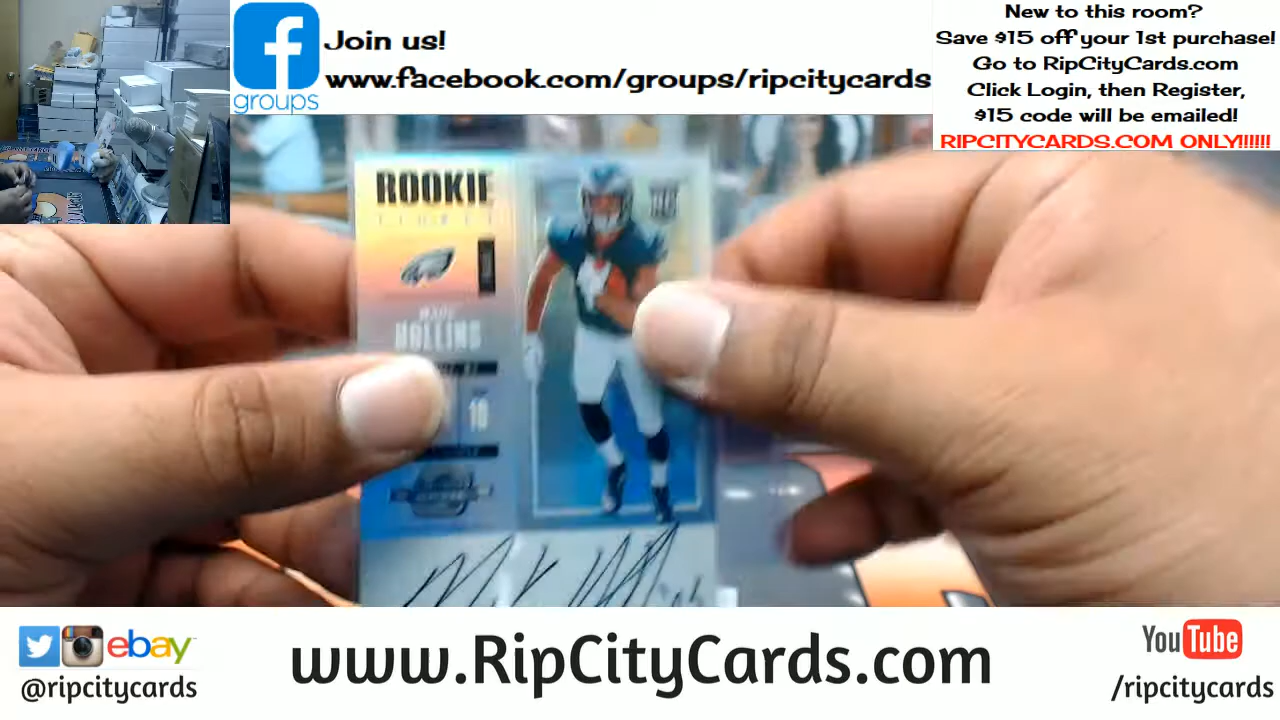 groups
Join us!
www.facebook.com/groups/ripcitycards
New to this room?
Save $15 off your 1st purchase!
Go to RipCityCards.com
Click Login, then Register,
$15 code will be emailed!
RIPCITYCARDS.COM ONLY!!!!!!
ROOKIE
TICKET
HOLLINS
10
ebay
@ripcitycards
www.RipCityCards.com
YouTube
/ripcitycards